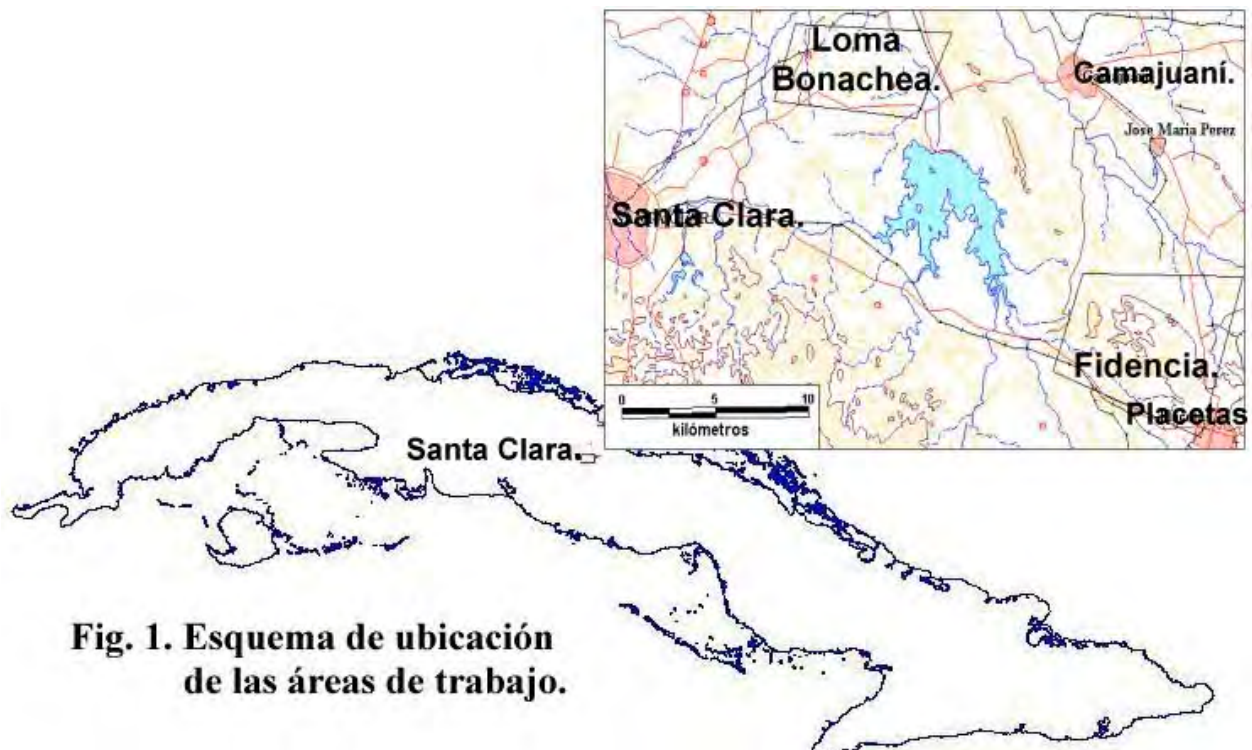 Loma
Bonachea.
Camajuaní.
Jose Maria Perez
Santa Clara.
Fidencia.
Placetas
0 5 10
kilómetros
Santa Clara.
Fig. 1. Esquema de ubicación
de las áreas de trabajo.